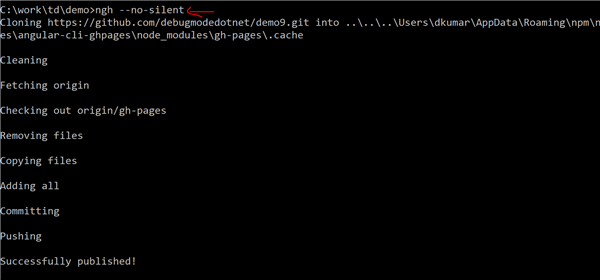 C:\work\td\demo>ngh --no-silent
Cloning https://github.com/debugmodedotnet/demo9.git into ..\..\..\Users\dkumar\AppData\Roaming\npm\n
es\angular-cli-ghpages\node_modules\gh-pages\.cache
Cleaning
Fetching origin
Checking out origin/gh-pages
Removing files
Copying files
Adding all
Committing
Pushing
Successfully published!